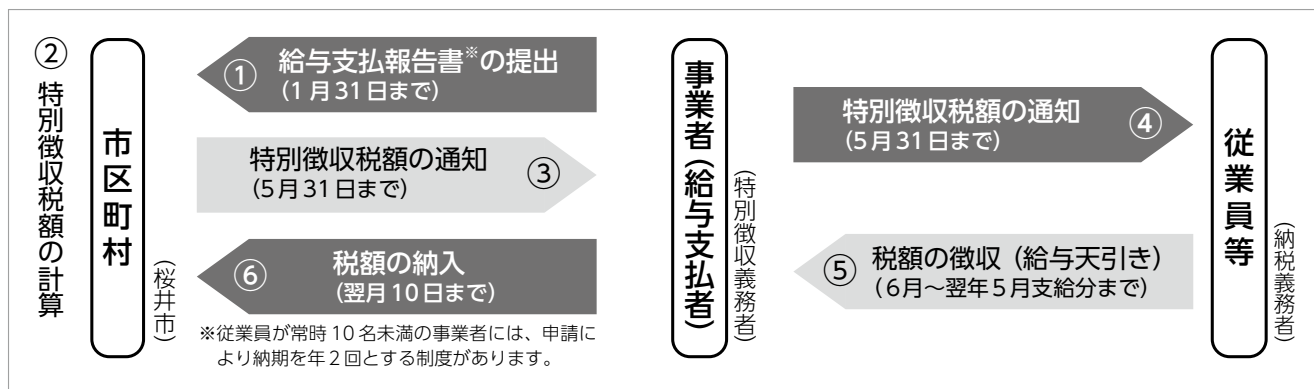 ② 特別徴収税額の計算
市区町村
(桜井市)
① 給与支払報告書※の提出
(1月31日まで)
特別徴収税額の通知 ③
(5月31日まで)
⑥ 税額の納入
(翌月10日まで)
※従業員が常時10名未満の事業者には、申請に
より納期を年2回とする制度があります。
事業者(給与支払者)
(特別徴収義務者)
特別徴収税額の通知 ④
(5月31日まで)
⑤ 税額の徴収(給与天引き)
(6月〜翌年5月支給分まで)
従業員等
(納税義務者)